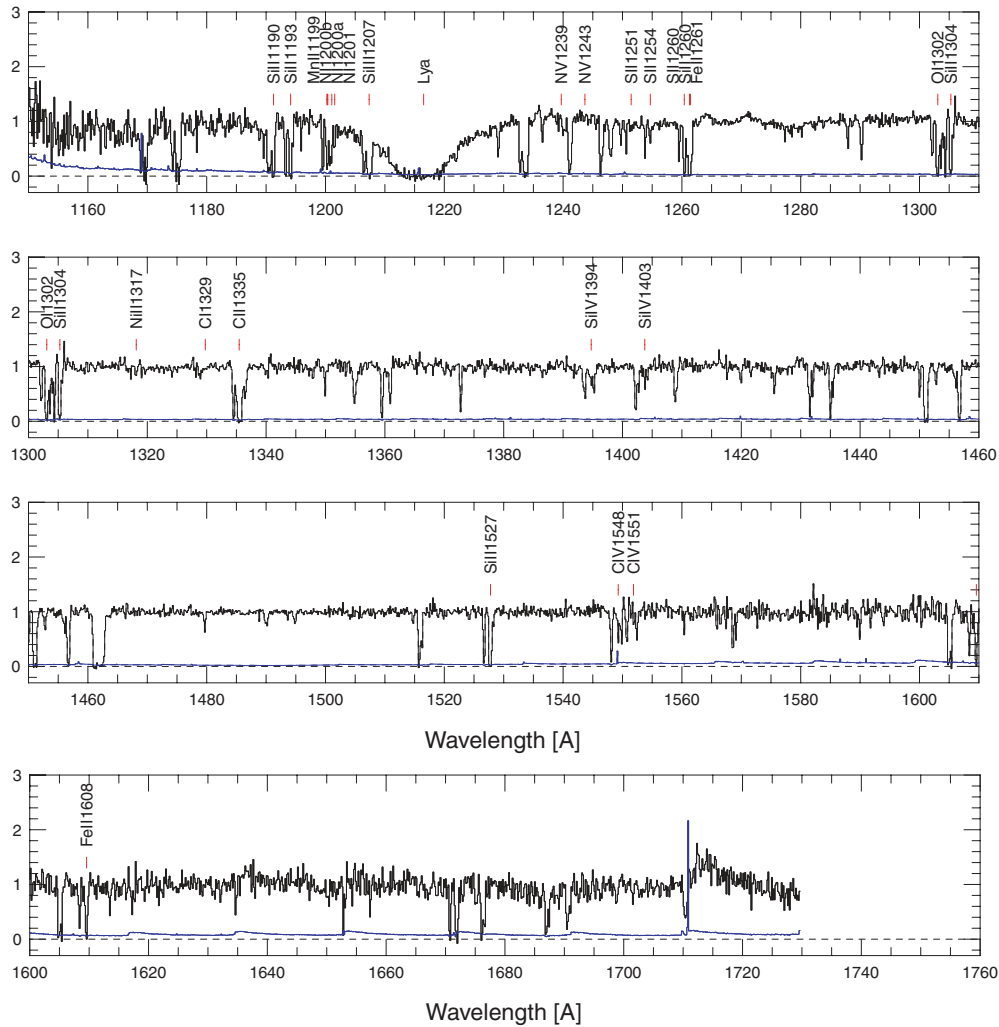 SiII1190
SiII1193
MnII1199
NI1200b
NI1200a
NI1201
SiIII1207
Lya
NV1239
NV1243
SII1251
SII1254
SII1260
SiII1260
FeII1261
OI1302
SiII1304
3
2
1
0
1160
1180
1200
1220
1240
1260
1280
1300
OI1302
SiII1304
NiII1317
CI1329
CII1335
SiIV1394
SiIV1403
3
2
1
0
1300
1320
1340
1360
1380
1400
1420
1440
1460
SiII1527
CIV1548
CIV1551
3
2
1
0
1460
1480
1500
1520
1540
1560
1580
1600
Wavelength [A]
FeII1608
3
2
1
0
1600
1620
1640
1660
1680
1700
1720
1740
1760
Wavelength [A]